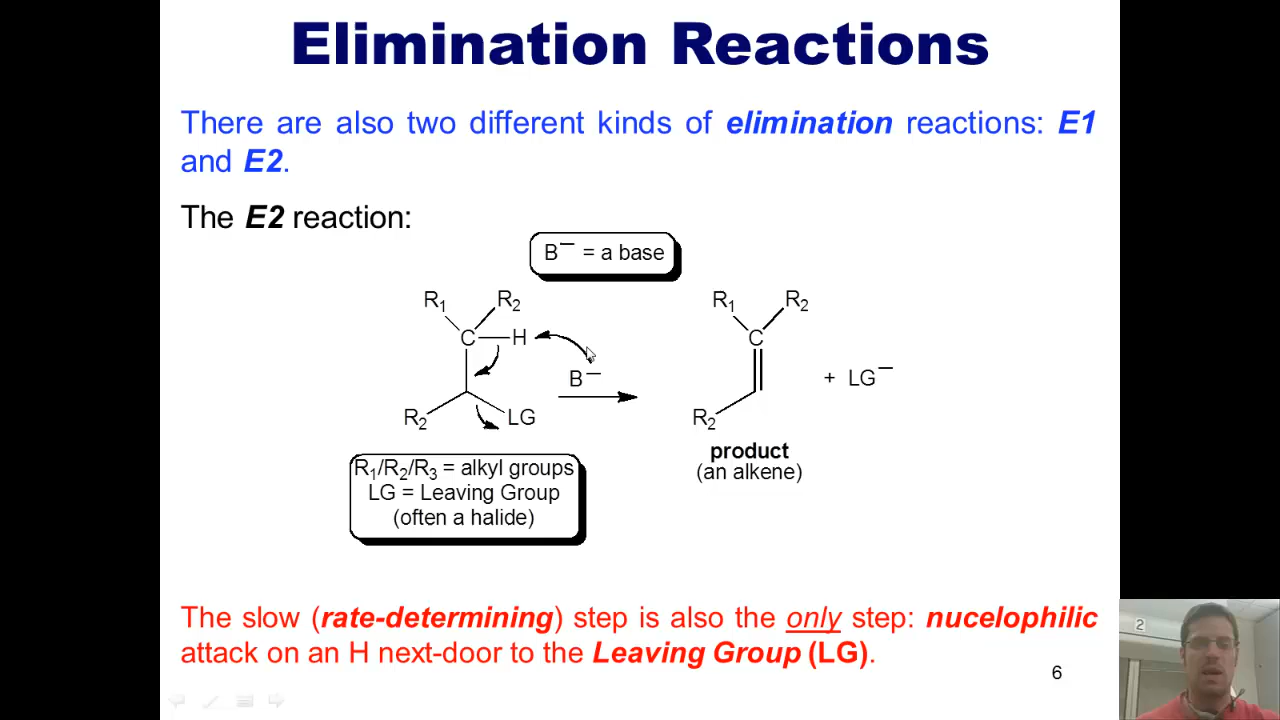 Elimination Reactions
There are also two different kinds of elimination reactions: E1
and E2.
The E2 reaction:
B⁻ = a base
R₁ R₂
C H
B⁻
R₂ LG
R₁ R₂
C
+ LG⁻
R₂
product
(an alkene)
R₁/R₂/R₃ = alkyl groups
LG = Leaving Group
(often a halide)
The slow (rate-determining) step is also the only step: nucelophilic
attack on an H next-door to the Leaving Group (LG).
6
2